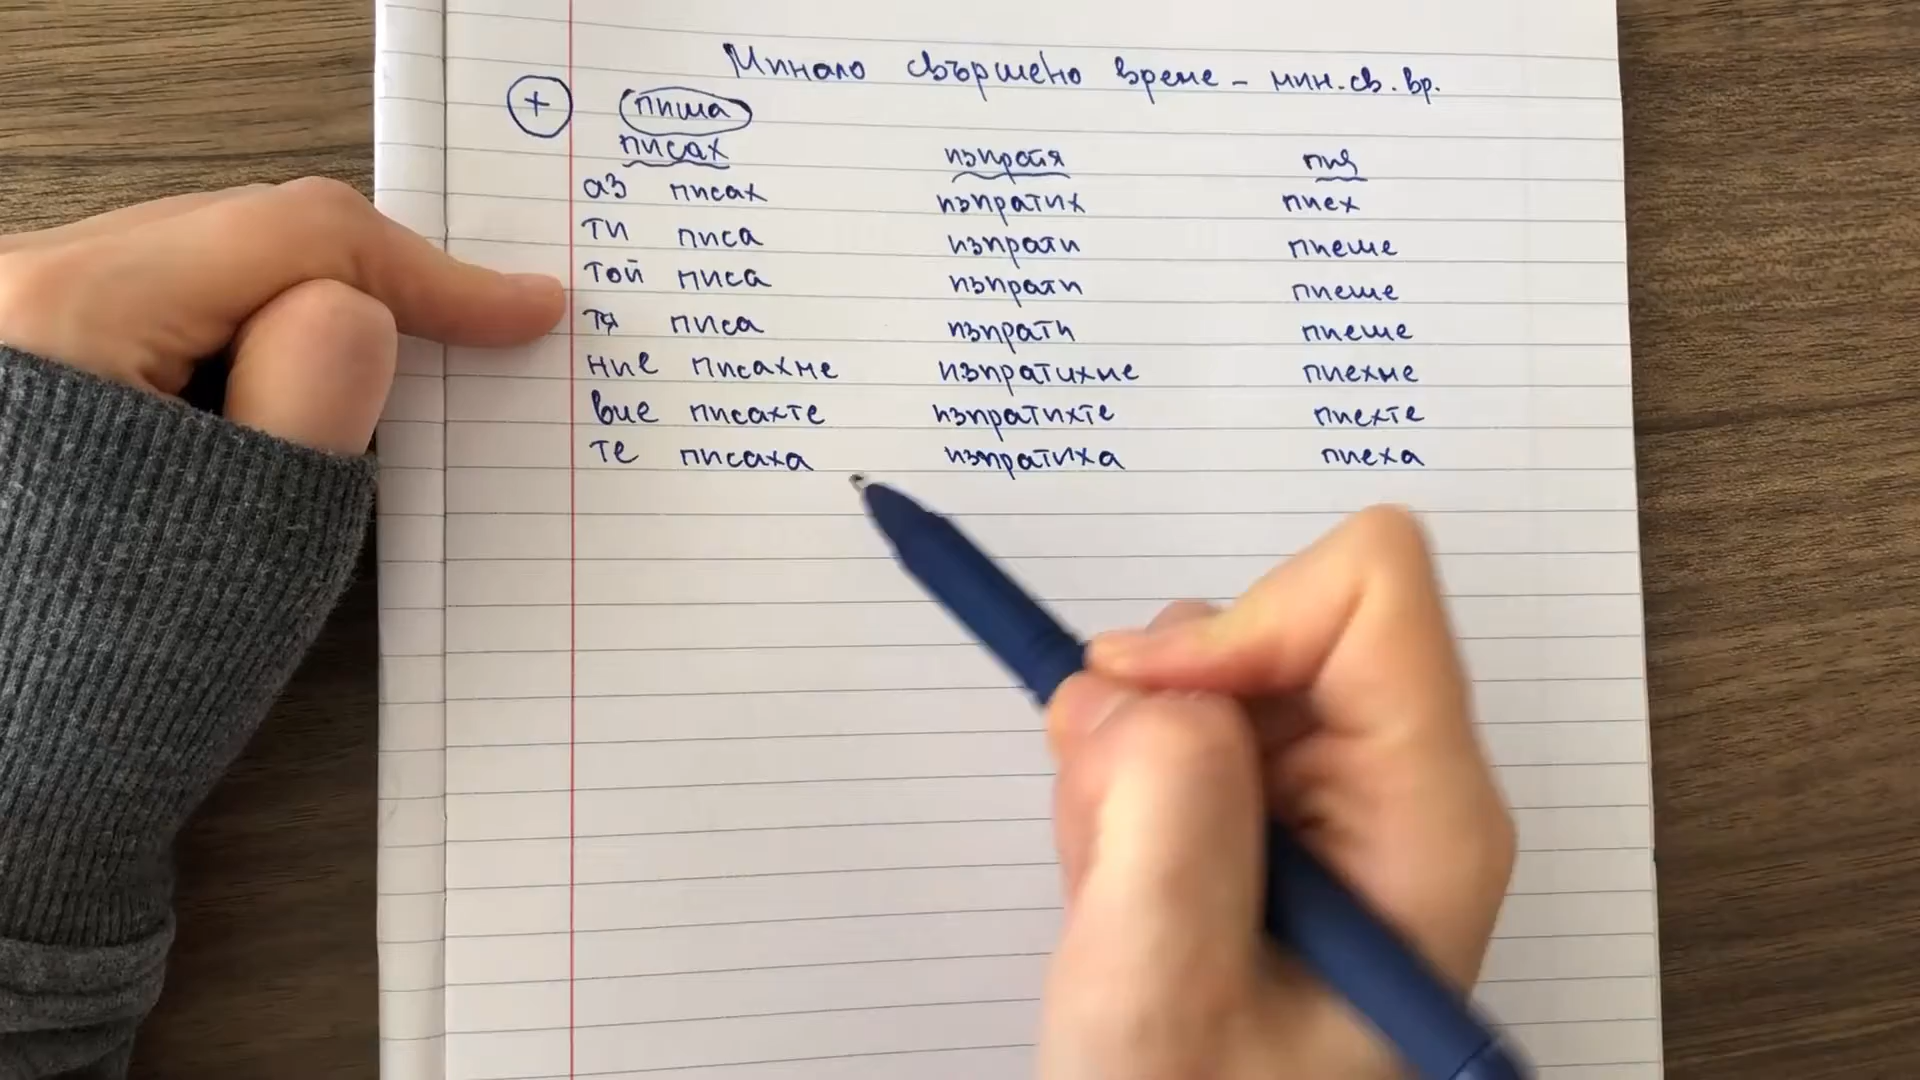 Минало свършено време - мин.св.вр.
+ пиша
писах изпратя пия
аз писах изпратих пиех
ти писа изпрати пиеше
той писа изпрати пиеше
тя писа изпрати пиеше
ние писахме изпратихме пиехме
вие писахте изпратихте пиехте
те писаха изпратиха пиеха